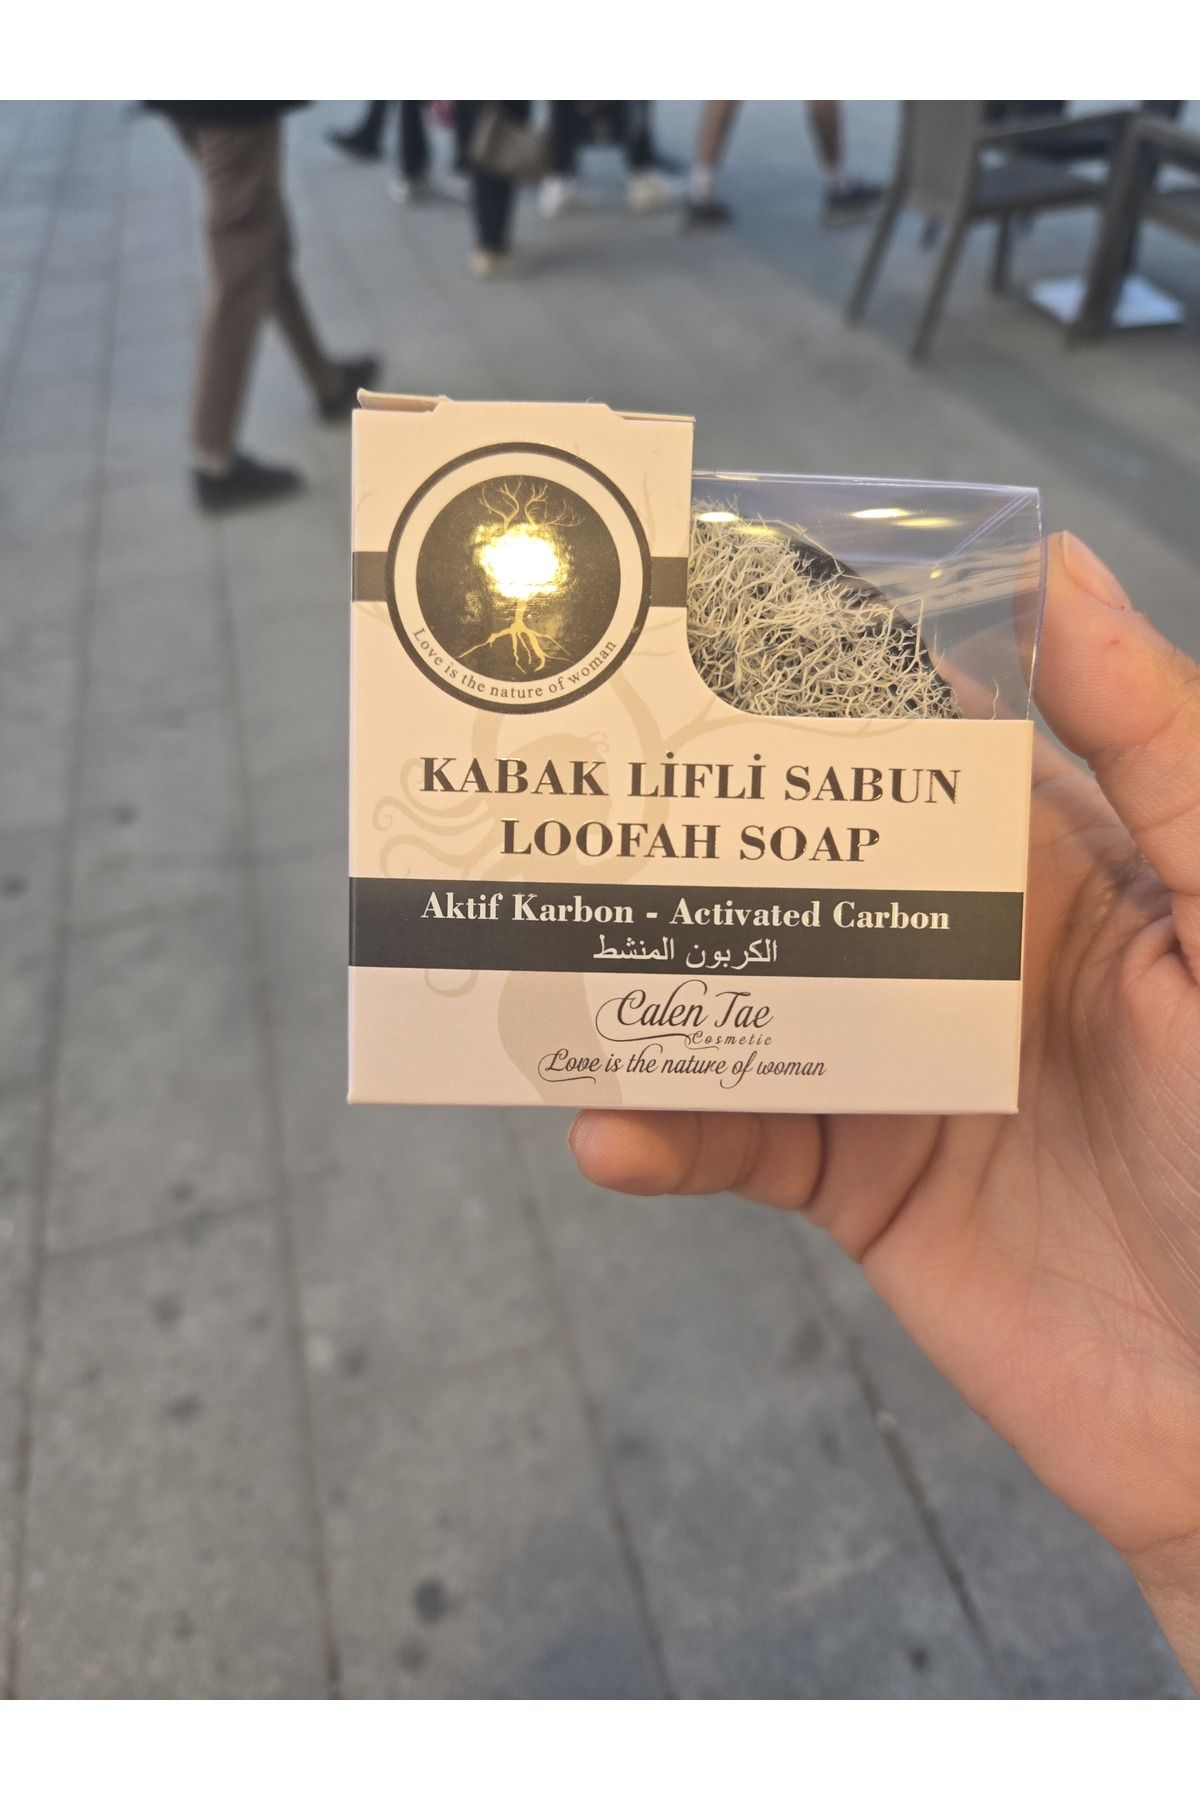 Love is the nature of woman
KABAK LİFLİ SABUN
LOOFAH SOAP
Aktif Karbon - Activated Carbon
الكربون المنشط
Calen Tae
Cosmetic
Love is the nature of woman